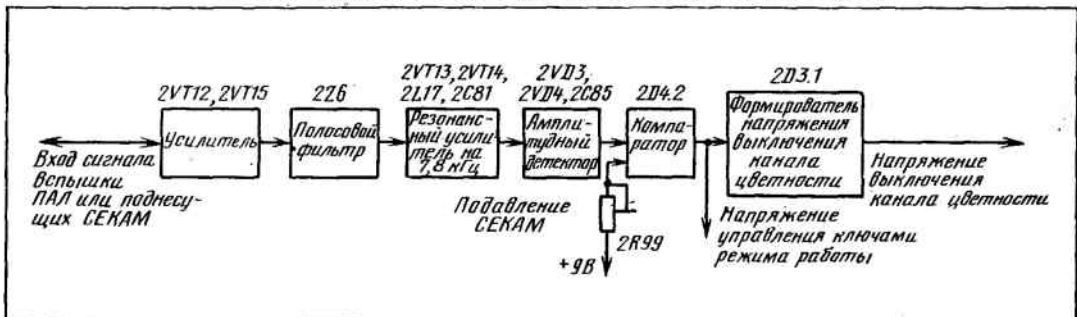 2VT12, 2VT15
Усилитель
2Z6
Полосовой
фильтр
2VT13, 2VT14,
2L17, 2C81
Резонанс-
ный усили-
тель на
7,8 кГц
2VD3,
2VD4, 2C85
Ампли-
тудный
детектор
2D4.2
Компа-
ратор
2D3.1
Формирователь
напряжения
выключения
канала
цветности
Вход сигнала
вспышки
ПАЛ или поднесу-
щих СЕКАМ
Подавление
СЕКАМ
2R99
+9В
Напряжение
управления ключами
режима работы
Напряжение
выключения
канала цветности